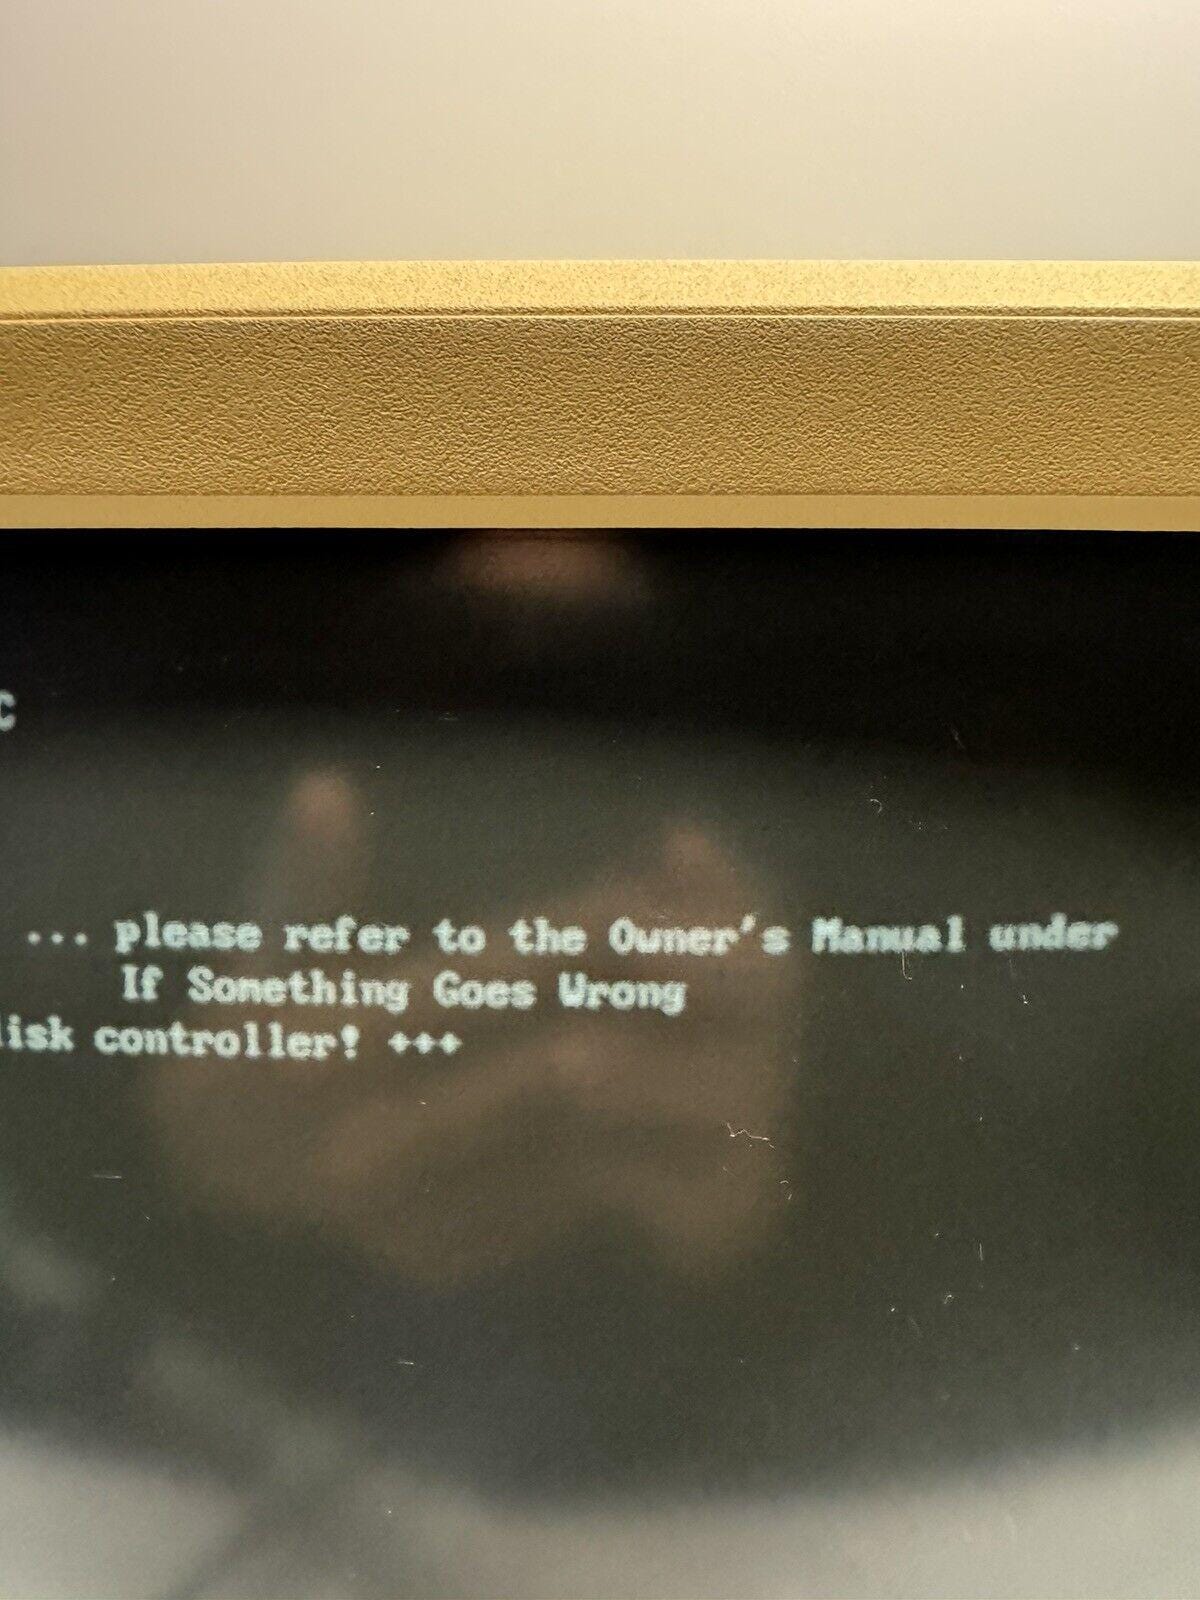 C
... please refer to the Owner's Manual under
If Something Goes Wrong
isk controller! +++